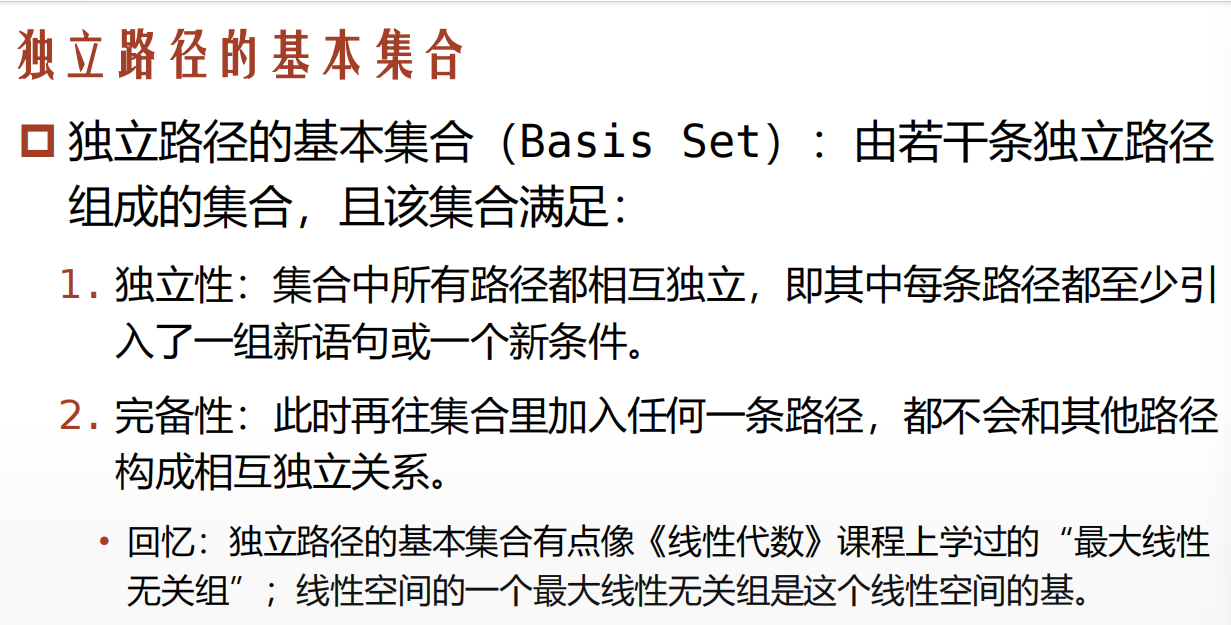 独立路径的基本集合
独立路径的基本集合（Basis Set）：由若干条独立路径
组成的集合，且该集合满足：
1. 独立性：集合中所有路径都相互独立，即其中每条路径都至少引
入了一组新语句或一个新条件。
2. 完备性：此时再往集合里加入任何一条路径，都不会和其他路径
构成相互独立关系。
• 回忆：独立路径的基本集合有点像《线性代数》课程上学过的“最大线性
无关组”；线性空间的一个最大线性无关组是这个线性空间的基。